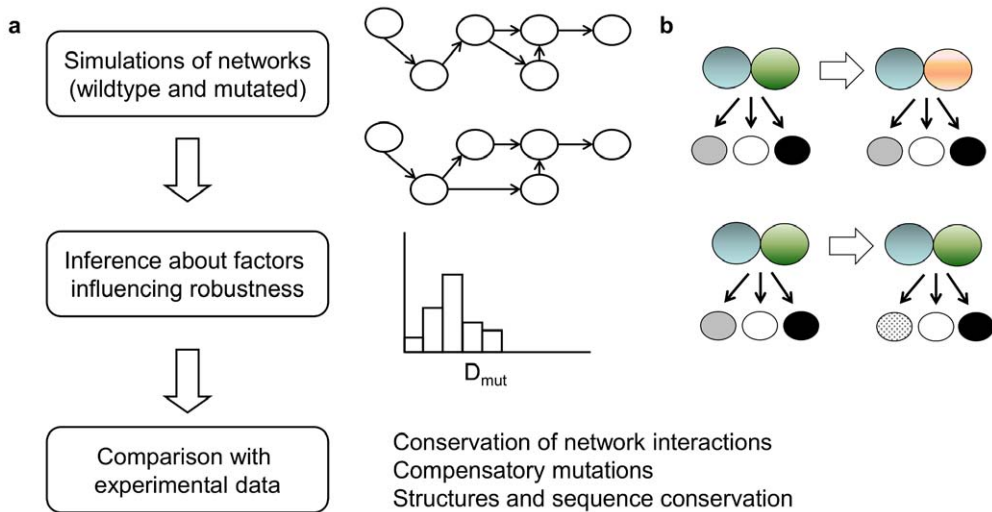 a
Simulations of networks
(wildtype and mutated)
Inference about factors
influencing robustness
D_mut
Comparison with
experimental data
Conservation of network interactions
Compensatory mutations
Structures and sequence conservation
b